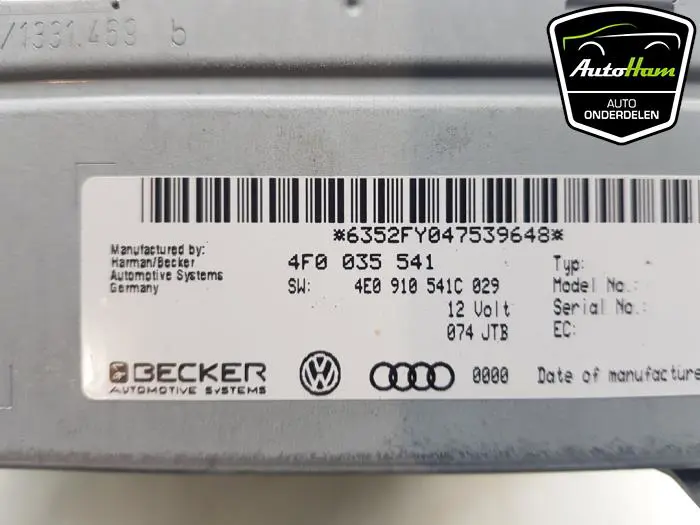 /1331.469 b
AutoHam
AUTO
ONDERDELEN
*6352FY047539648*
Manufactured by:
Harman/Becker
Automotive Systems
Germany
4F0 035 541
SW: 4E0 910 541C 029
12 Volt
074 JTB
Typ:
Model No.:
Serial No.:
EC:
BECKER
AUTOMOTIVE SYSTEMS
0000
Date of manufacture